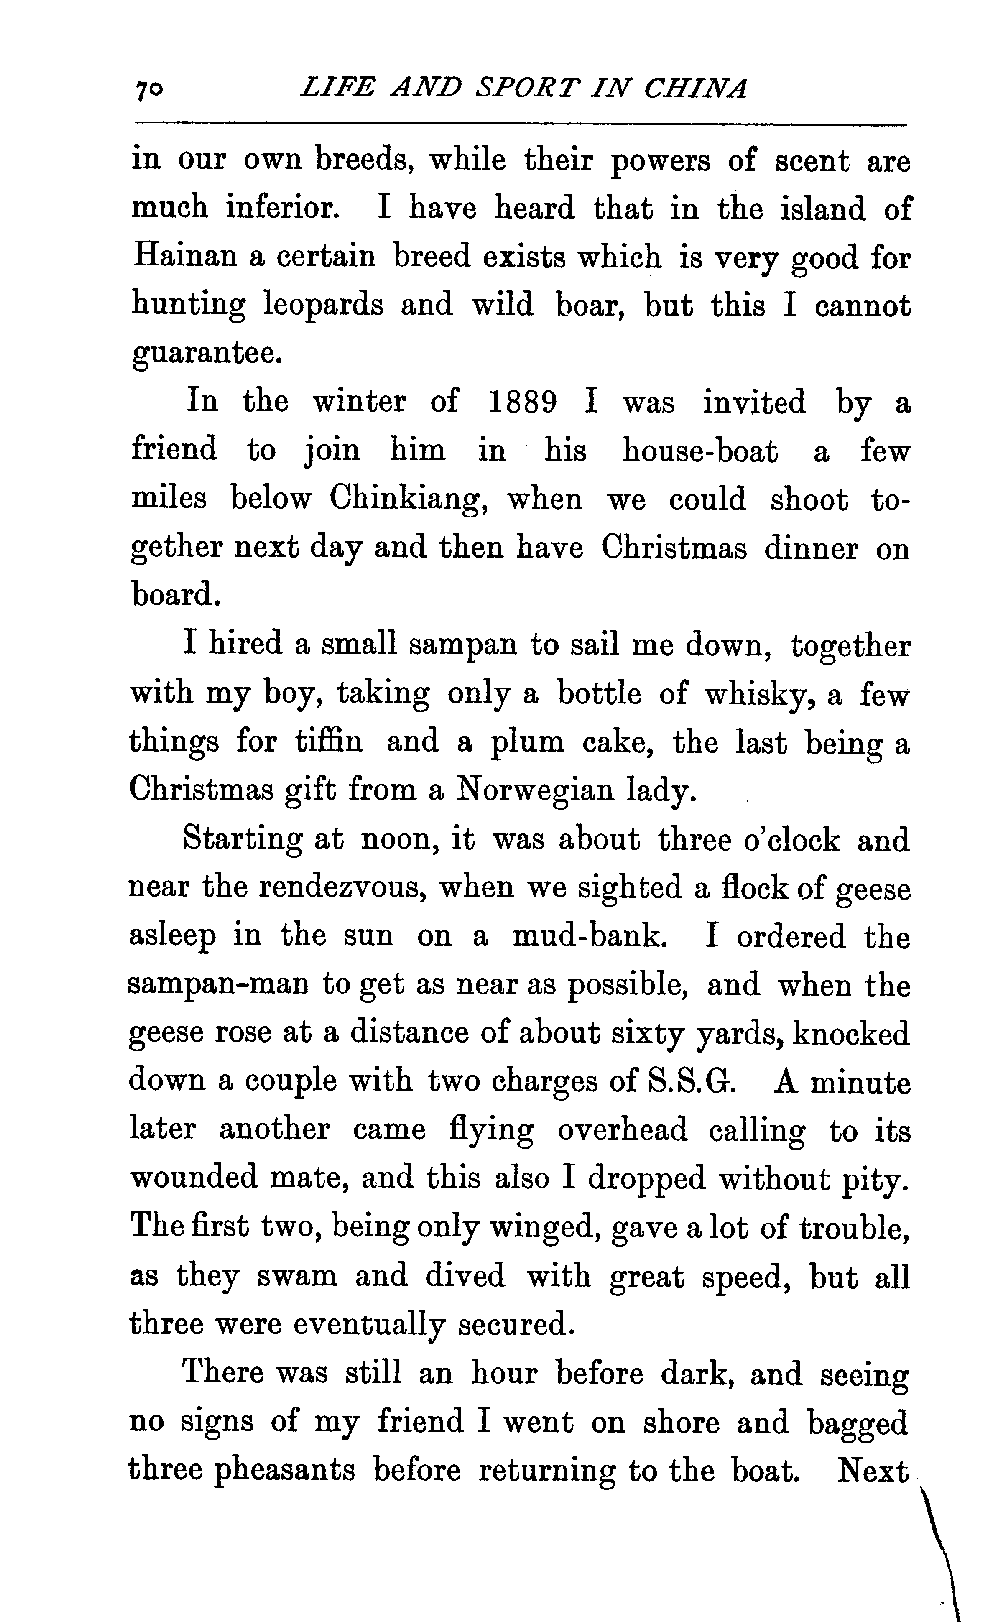 70 LIFE AND SPORT IN CHINA
in our own breeds, while their powers of scent are
much inferior. I have heard that in the island of
Hainan a certain breed exists which is very good for
hunting leopards and wild boar, but this I cannot
guarantee.
In the winter of 1889 I was invited by a
friend to join him in his house-boat a few
miles below Chinkiang, when we could shoot to-
gether next day and then have Christmas dinner on
board.
I hired a small sampan to sail me down, together
with my boy, taking only a bottle of whisky, a few
things for tiffin and a plum cake, the last being a
Christmas gift from a Norwegian lady.
Starting at noon, it was about three o'clock and
near the rendezvous, when we sighted a flock of geese
asleep in the sun on a mud-bank. I ordered the
sampan-man to get as near as possible, and when the
geese rose at a distance of about sixty yards, knocked
down a couple with two charges of S.S.G. A minute
later another came flying overhead calling to its
wounded mate, and this also I dropped without pity.
The first two, being only winged, gave a lot of trouble,
as they swam and dived with great speed, but all
three were eventually secured.
There was still an hour before dark, and seeing
no signs of my friend I went on shore and bagged
three pheasants before returning to the boat. Next